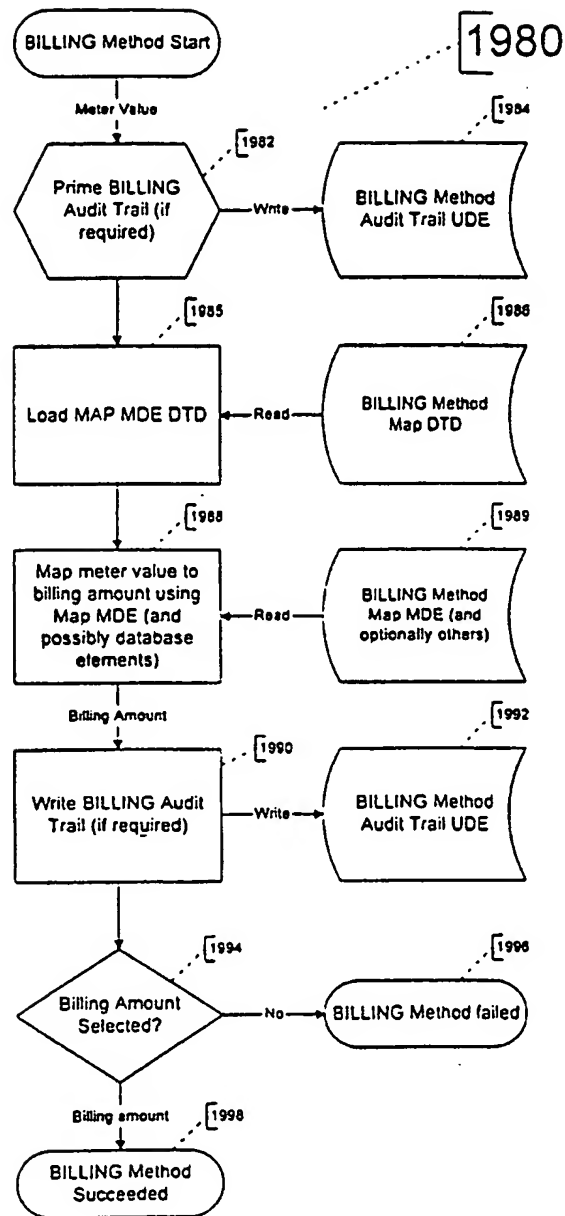 BILLING Method Start
1980
Meter Value
1982
1984
Prime BILLING
Audit Trail (if
required)
Write
BILLING Method
Audit Trail UDE
1985
1986
Load MAP MDE DTD
Read
BILLING Method
Map DTD
1988
1989
Map meter value to
billing amount using
Map MDE (and
possibly database
elements)
Read
BILLING Method
Map MDE (and
optionally others)
Billing Amount
1990
1992
Write BILLING Audit
Trail (if required)
Write
BILLING Method
Audit Trail UDE
1994
1996
Billing Amount
Selected?
No
BILLING Method failed
Billing amount
1998
BILLING Method
Succeeded